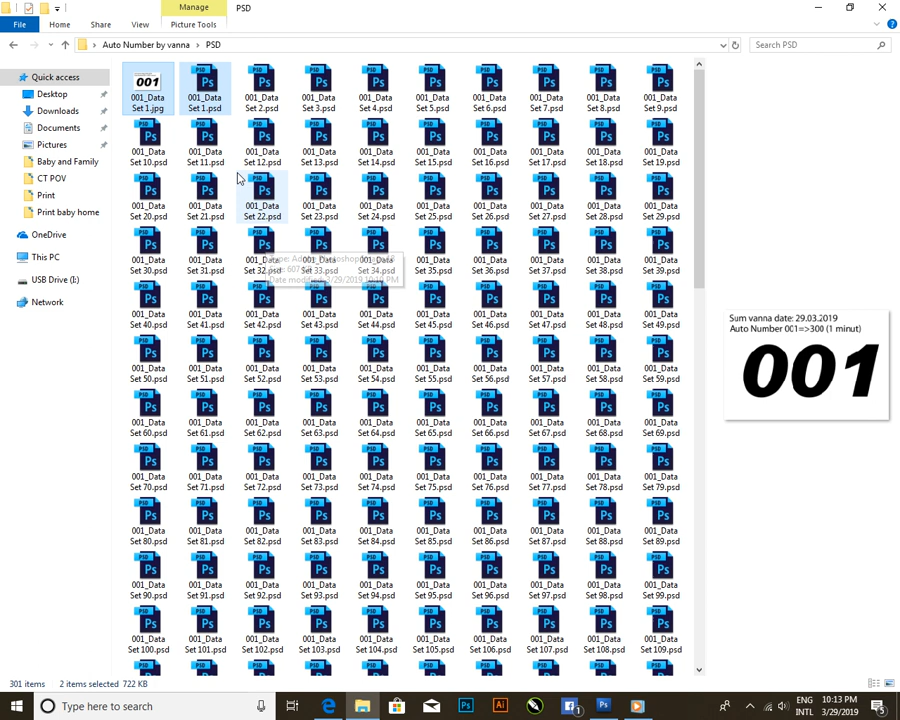 Manage
PSD
File
Home
Share
View
Picture Tools
Auto Number by vanna
PSD
Search PSD
Quick access
Desktop
Downloads
Documents
Pictures
Baby and Family
CT POV
Print
Print baby home
OneDrive
This PC
USB Drive (I:)
Network
001
001_Data Set 1.jpg
001_Data Set 1.psd
001_Data Set 2.psd
001_Data Set 3.psd
001_Data Set 4.psd
001_Data Set 5.psd
001_Data Set 6.psd
001_Data Set 7.psd
001_Data Set 8.psd
001_Data Set 9.psd
001_Data Set 10.psd
001_Data Set 11.psd
001_Data Set 12.psd
001_Data Set 13.psd
001_Data Set 14.psd
001_Data Set 15.psd
001_Data Set 16.psd
001_Data Set 17.psd
001_Data Set 18.psd
001_Data Set 19.psd
001_Data Set 20.psd
001_Data Set 21.psd
001_Data Set 22.psd
001_Data Set 23.psd
001_Data Set 24.psd
001_Data Set 25.psd
001_Data Set 26.psd
001_Data Set 27.psd
001_Data Set 28.psd
001_Data Set 29.psd
001_Data Set 30.psd
001_Data Set 31.psd
001_Data Set 32.psd
001_Data Set 33.psd
001_Data Set 34.psd
001_Data Set 35.psd
001_Data Set 36.psd
001_Data Set 37.psd
001_Data Set 38.psd
001_Data Set 39.psd
Date modified: 3/29/2019 10:10 PM
001_Data Set 40.psd
001_Data Set 41.psd
001_Data Set 42.psd
001_Data Set 43.psd
001_Data Set 44.psd
001_Data Set 45.psd
001_Data Set 46.psd
001_Data Set 47.psd
001_Data Set 48.psd
001_Data Set 49.psd
001_Data Set 50.psd
001_Data Set 51.psd
001_Data Set 52.psd
001_Data Set 53.psd
001_Data Set 54.psd
001_Data Set 55.psd
001_Data Set 56.psd
001_Data Set 57.psd
001_Data Set 58.psd
001_Data Set 59.psd
001_Data Set 60.psd
001_Data Set 61.psd
001_Data Set 62.psd
001_Data Set 63.psd
001_Data Set 64.psd
001_Data Set 65.psd
001_Data Set 66.psd
001_Data Set 67.psd
001_Data Set 68.psd
001_Data Set 69.psd
001_Data Set 70.psd
001_Data Set 71.psd
001_Data Set 72.psd
001_Data Set 73.psd
001_Data Set 74.psd
001_Data Set 75.psd
001_Data Set 76.psd
001_Data Set 77.psd
001_Data Set 78.psd
001_Data Set 79.psd
001_Data Set 80.psd
001_Data Set 81.psd
001_Data Set 82.psd
001_Data Set 83.psd
001_Data Set 84.psd
001_Data Set 85.psd
001_Data Set 86.psd
001_Data Set 87.psd
001_Data Set 88.psd
001_Data Set 89.psd
001_Data Set 90.psd
001_Data Set 91.psd
001_Data Set 92.psd
001_Data Set 93.psd
001_Data Set 94.psd
001_Data Set 95.psd
001_Data Set 96.psd
001_Data Set 97.psd
001_Data Set 98.psd
001_Data Set 99.psd
001_Data Set 100.psd
001_Data Set 101.psd
001_Data Set 102.psd
001_Data Set 103.psd
001_Data Set 104.psd
001_Data Set 105.psd
001_Data Set 106.psd
001_Data Set 107.psd
001_Data Set 108.psd
001_Data Set 109.psd
Sum vanna date: 29.03.2019
Auto Number 001=>300 (1 minut)
001
301 items
2 items selected 722 KB
Type here to search
ENG
INTL
10:13 PM
3/29/2019